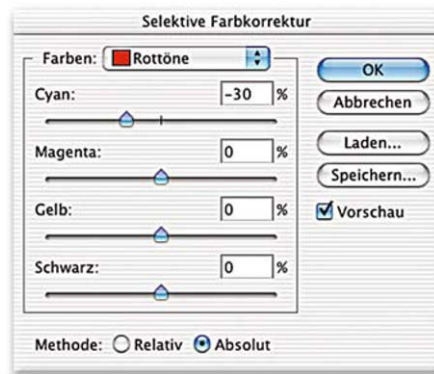 Selektive Farbkorrektur
Farben: Rottöne
Cyan: -30 %
Magenta: 0 %
Gelb: 0 %
Schwarz: 0 %
Methode: Relativ Absolut
OK
Abbrechen
Laden...
Speichern...
Vorschau